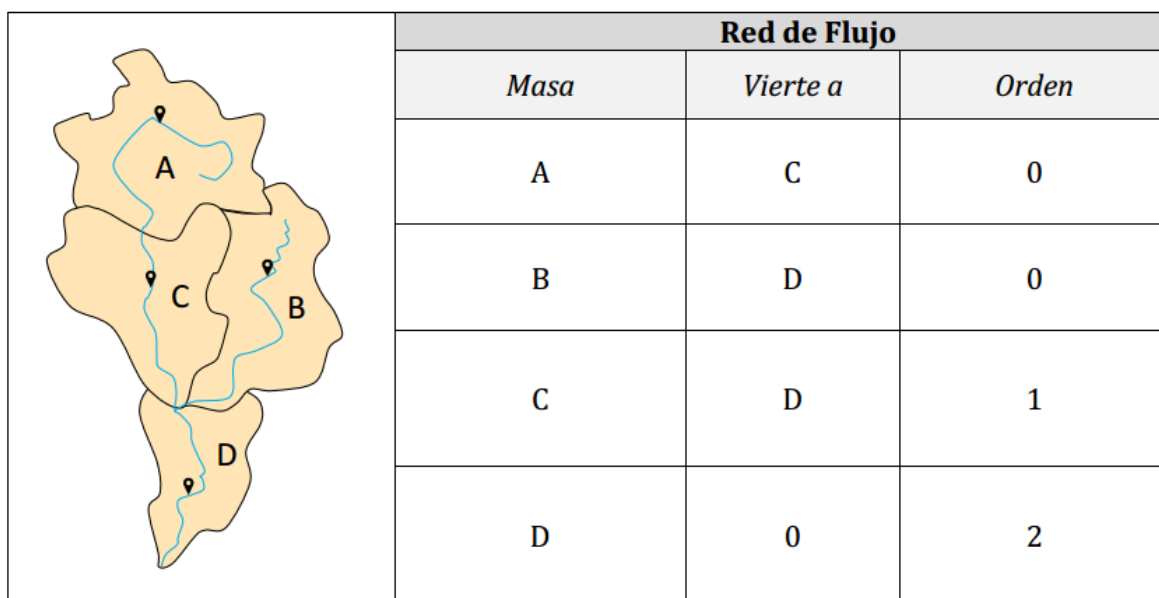 Red de Flujo
Masa Vierte a Orden
A C 0
B D 0
C D 1
D 0 2
A
C
B
D